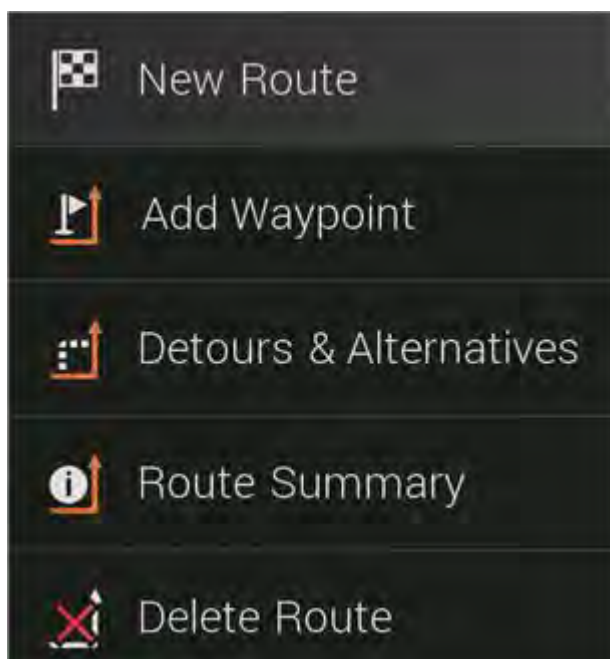 New Route
Add Waypoint
Detours & Alternatives
Route Summary
Delete Route